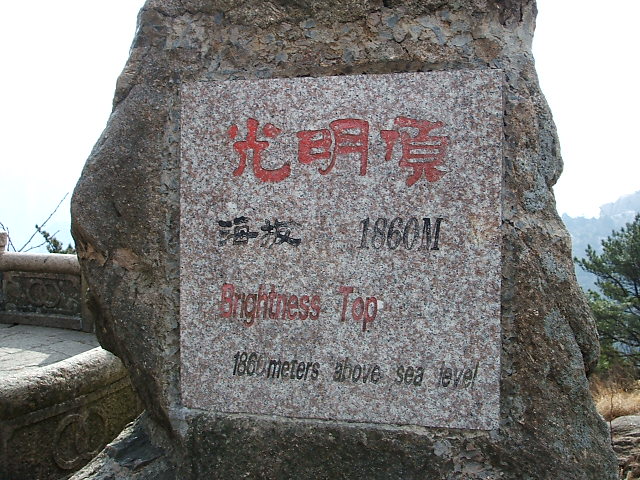 光明頂
海拔 1860M
Brightness Top
1860meters above sea level